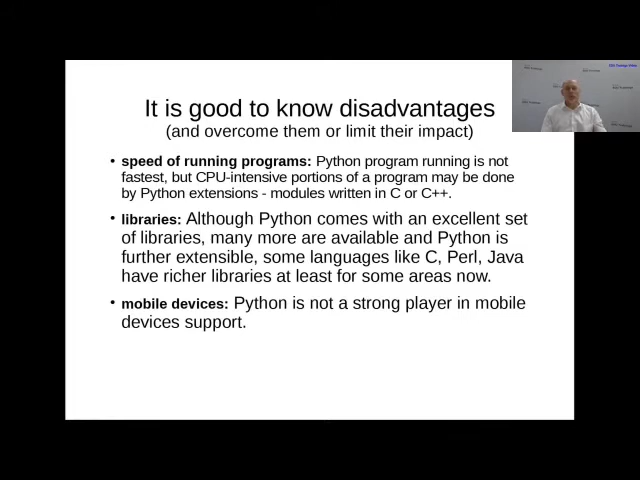 It is good to know disadvantages
(and overcome them or limit their impact)
• speed of running programs: Python program running is not
fastest, but CPU-intensive portions of a program may be done
by Python extensions - modules written in C or C++.
• libraries: Although Python comes with an excellent set
of libraries, many more are available and Python is
further extensible, some languages like C, Perl, Java
have richer libraries at least for some areas now.
• mobile devices: Python is not a strong player in mobile
devices support.